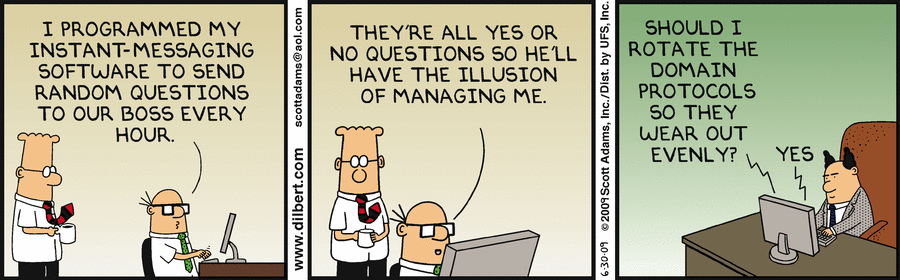 I PROGRAMMED MY
INSTANT-MESSAGING
SOFTWARE TO SEND
RANDOM QUESTIONS
TO OUR BOSS EVERY
HOUR.
www.dilbert.com
scottadams@aol.com
THEY'RE ALL YES OR
NO QUESTIONS SO HE'LL
HAVE THE ILLUSION
OF MANAGING ME.
6-30-09 © 2009 Scott Adams, Inc./Dist. by UFS, Inc.
SHOULD I
ROTATE THE
DOMAIN
PROTOCOLS
SO THEY
WEAR OUT
EVENLY?
YES